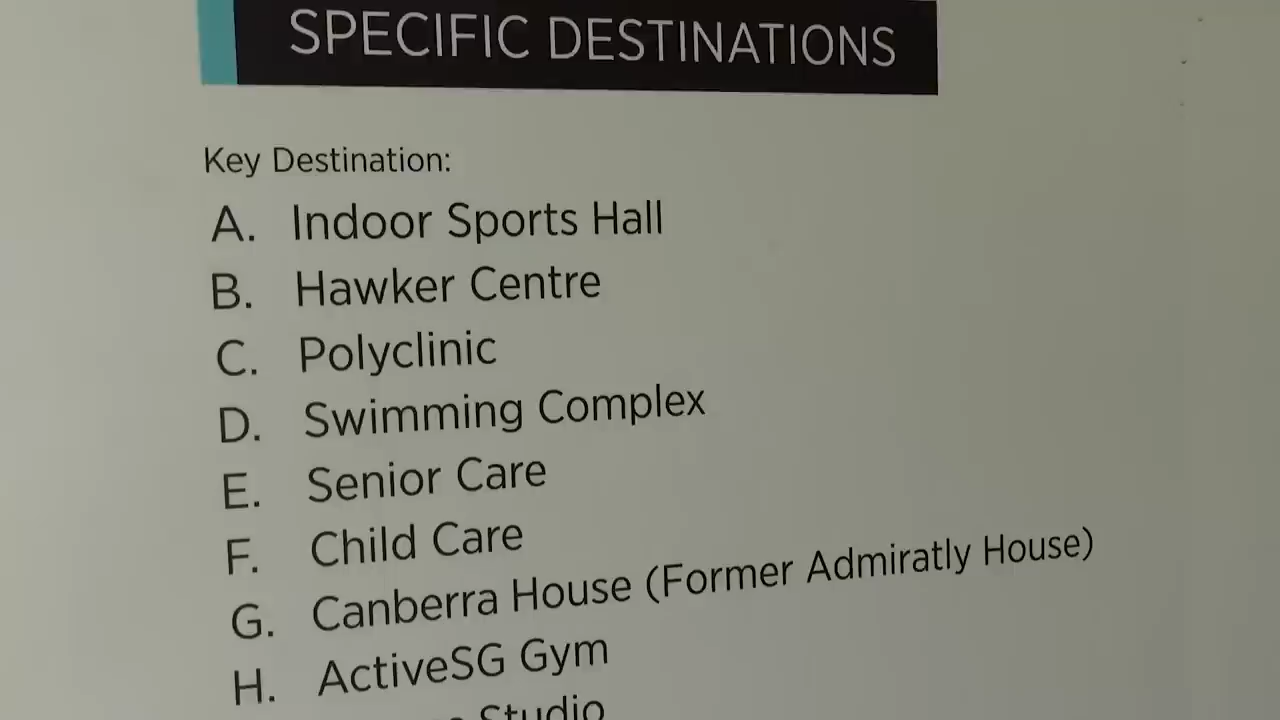 SPECIFIC DESTINATIONS
Key Destination:
A. Indoor Sports Hall
B. Hawker Centre
C. Polyclinic
D. Swimming Complex
E. Senior Care
F. Child Care
G. Canberra House (Former Admiratly House)
H. ActiveSG Gym
Studio